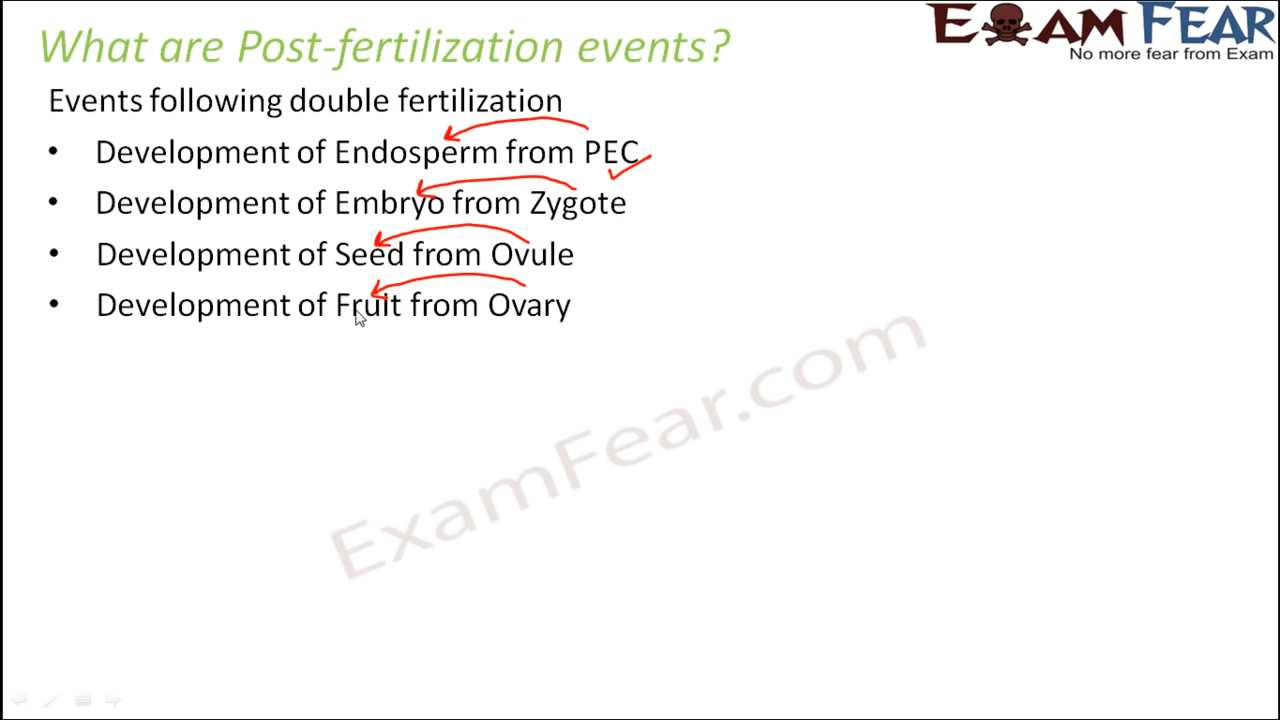 What are Post-fertilization events?
EXAM FEAR
No more fear from Exam
Events following double fertilization
• Development of Endosperm from PEC
• Development of Embryo from Zygote
• Development of Seed from Ovule
• Development of Fruit from Ovary
ExamFear.com